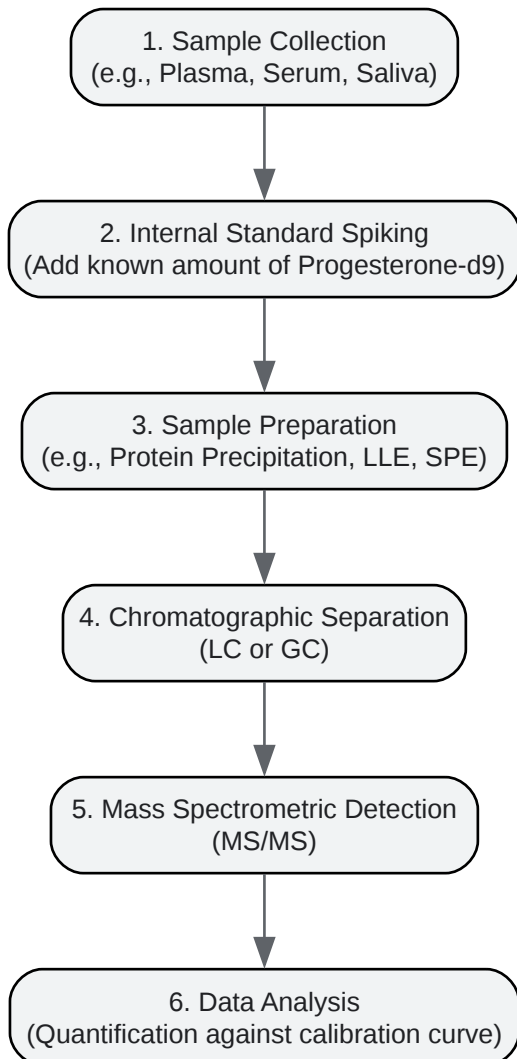 1. Sample Collection
(e.g., Plasma, Serum, Saliva)
2. Internal Standard Spiking
(Add known amount of Progesterone-d9)
3. Sample Preparation
(e.g., Protein Precipitation, LLE, SPE)
4. Chromatographic Separation
(LC or GC)
5. Mass Spectrometric Detection
(MS/MS)
6. Data Analysis
(Quantification against calibration curve)